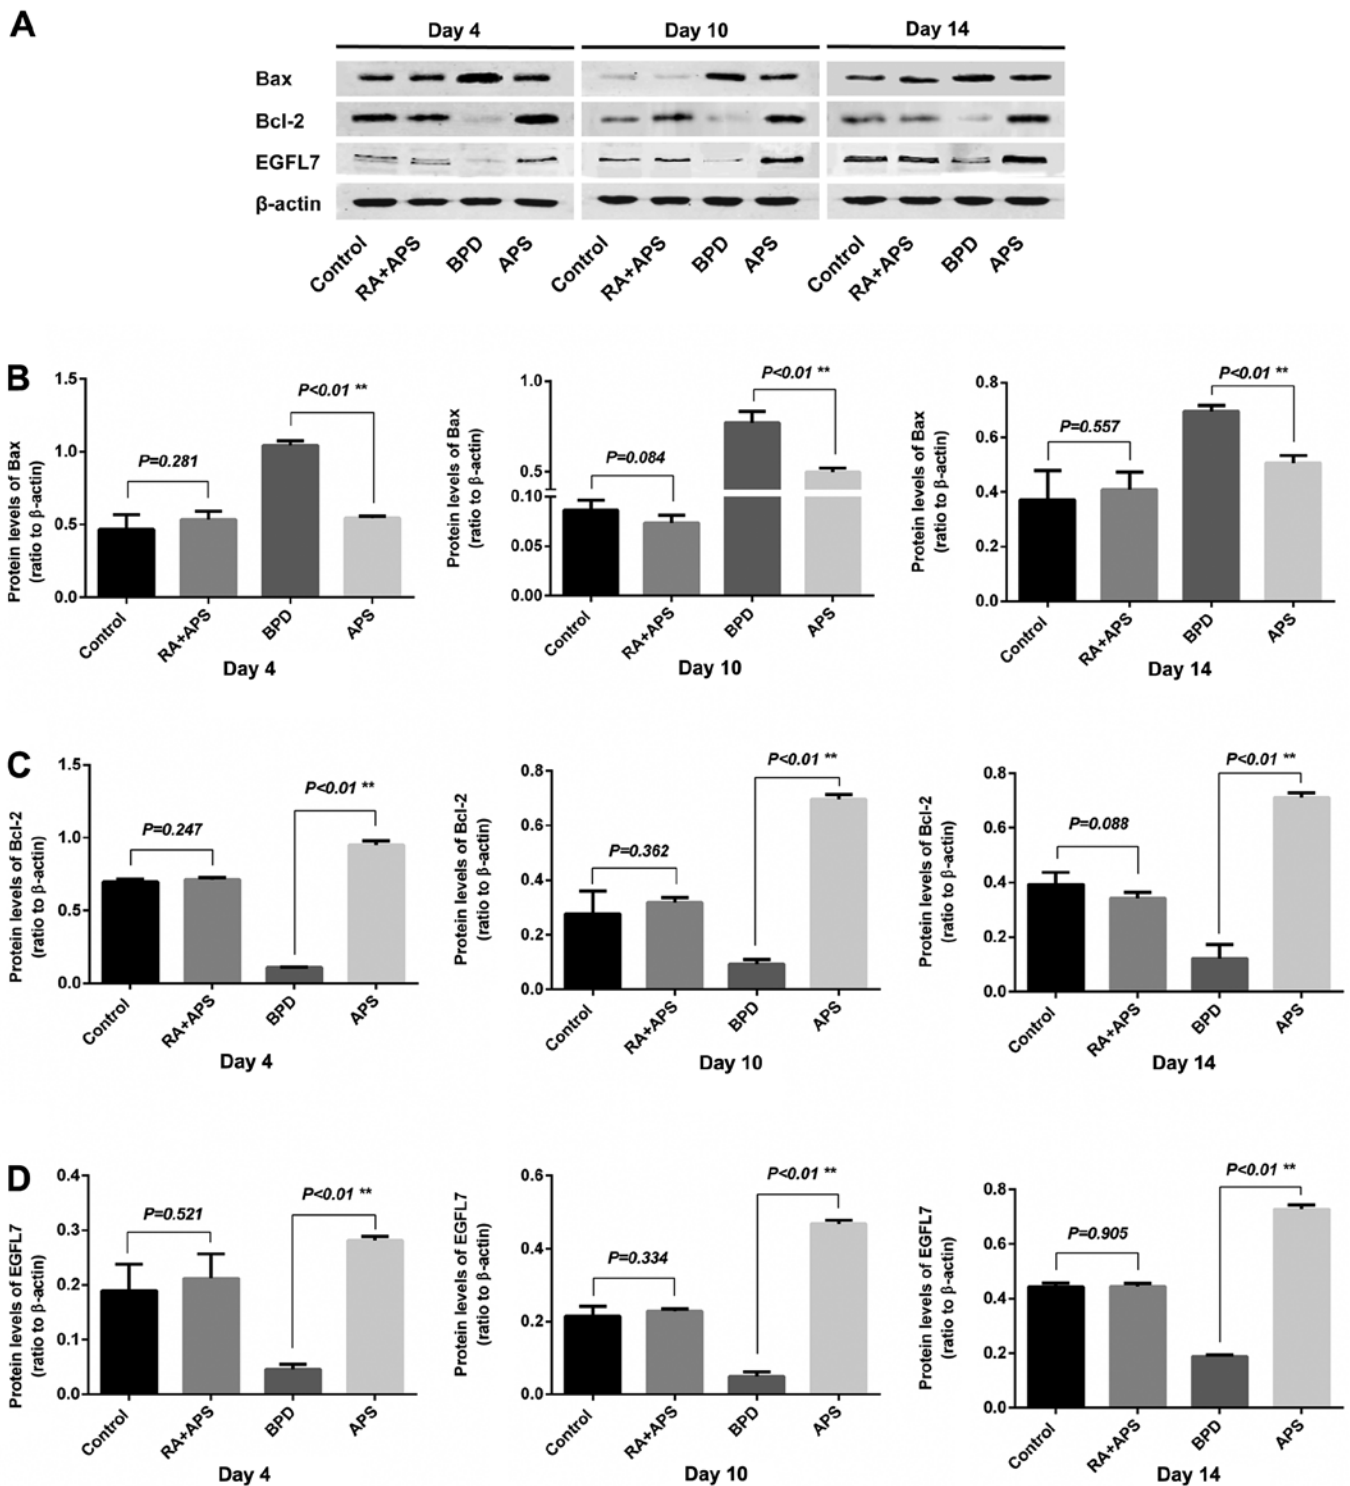 A
Day 4 Day 10 Day 14
Bax
Bcl-2
EGFL7
β-actin
Control RA+APS BPD APS Control RA+APS BPD APS Control RA+APS BPD APS
B
Protein levels of Bax
(ratio to β-actin)
1.5
1.0
0.5
0.0
P=0.281
P<0.01 **
Control RA+APS BPD APS
Day 4
Protein levels of Bax
(ratio to β-actin)
1.0
0.5
0.10
0.05
0.00
P=0.084
P<0.01 **
Control RA+APS BPD APS
Day 10
Protein levels of Bax
(ratio to β-actin)
0.8
0.6
0.4
0.2
0.0
P=0.557
P<0.01 **
Control RA+APS BPD APS
Day 14
C
Protein levels of Bcl-2
(ratio to β-actin)
1.5
1.0
0.5
0.0
P=0.247
P<0.01 **
Control RA+APS BPD APS
Day 4
Protein levels of Bcl-2
(ratio to β-actin)
0.8
0.6
0.4
0.2
0.0
P=0.362
P<0.01 **
Control RA+APS BPD APS
Day 10
Protein levels of Bcl-2
(ratio to β-actin)
0.8
0.6
0.4
0.2
0.0
P=0.088
P<0.01 **
Control RA+APS BPD APS
Day 14
D
Protein levels of EGFL7
(ratio to β-actin)
0.4
0.3
0.2
0.1
0.0
P=0.521
P<0.01 **
Control RA+APS BPD APS
Day 4
Protein levels of EGFL7
(ratio to β-actin)
0.6
0.4
0.2
0.0
P=0.334
P<0.01 **
Control RA+APS BPD APS
Day 10
Protein levels of EGFL7
(ratio to β-actin)
0.8
0.6
0.4
0.2
0.0
P=0.905
P<0.01 **
Control RA+APS BPD APS
Day 14